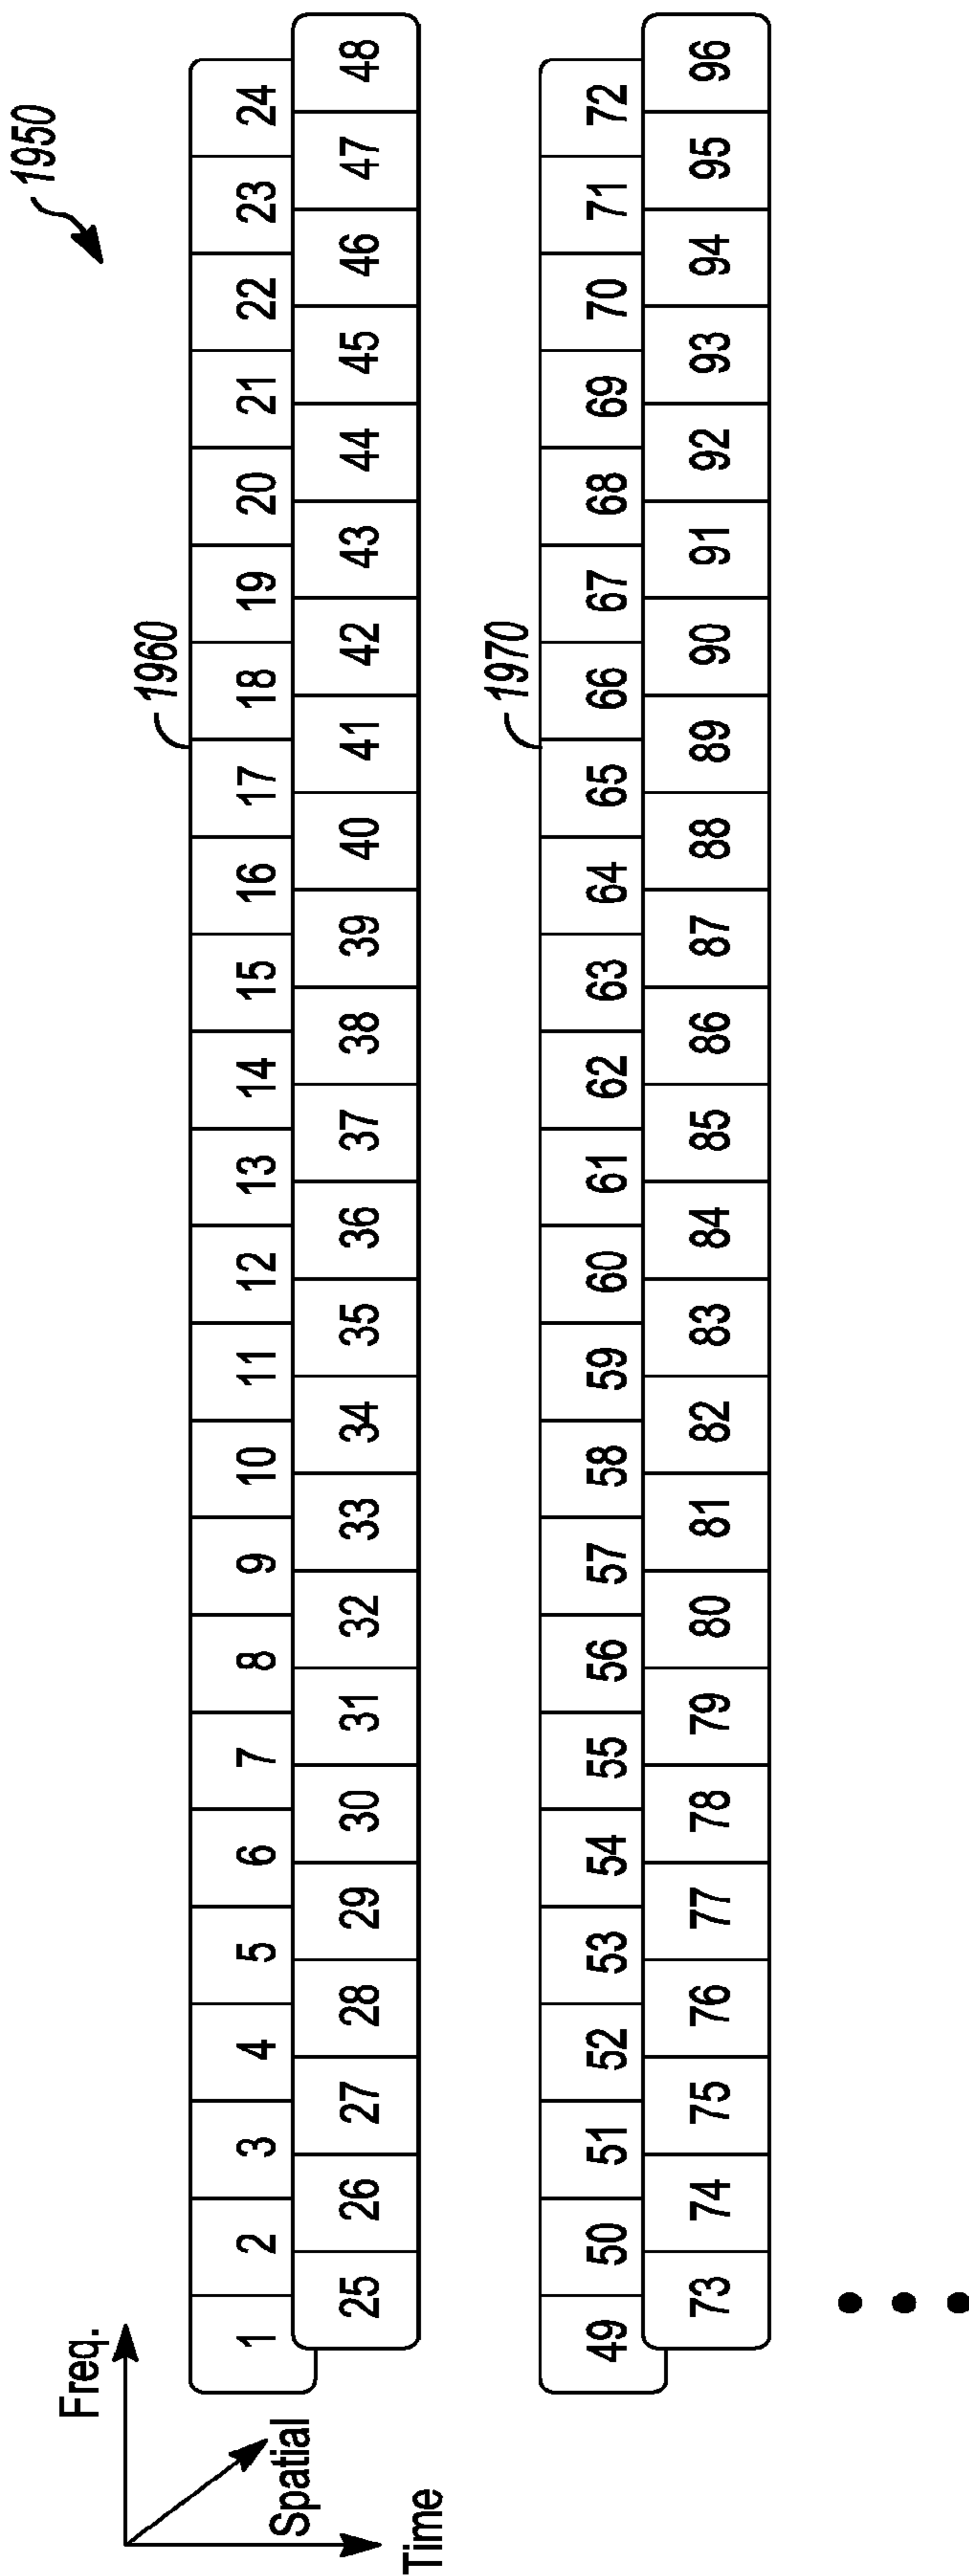 1950
Freq.
Spatial
Time
1960
1 2 3 4 5 6 7 8 9 10 11 12 13 14 15 16 17 18 19 20 21 22 23 24
25 26 27 28 29 30 31 32 33 34 35 36 37 38 39 40 41 42 43 44 45 46 47 48
1970
49 50 51 52 53 54 55 56 57 58 59 60 61 62 63 64 65 66 67 68 69 70 71 72
73 74 75 76 77 78 79 80 81 82 83 84 85 86 87 88 89 90 91 92 93 94 95 96